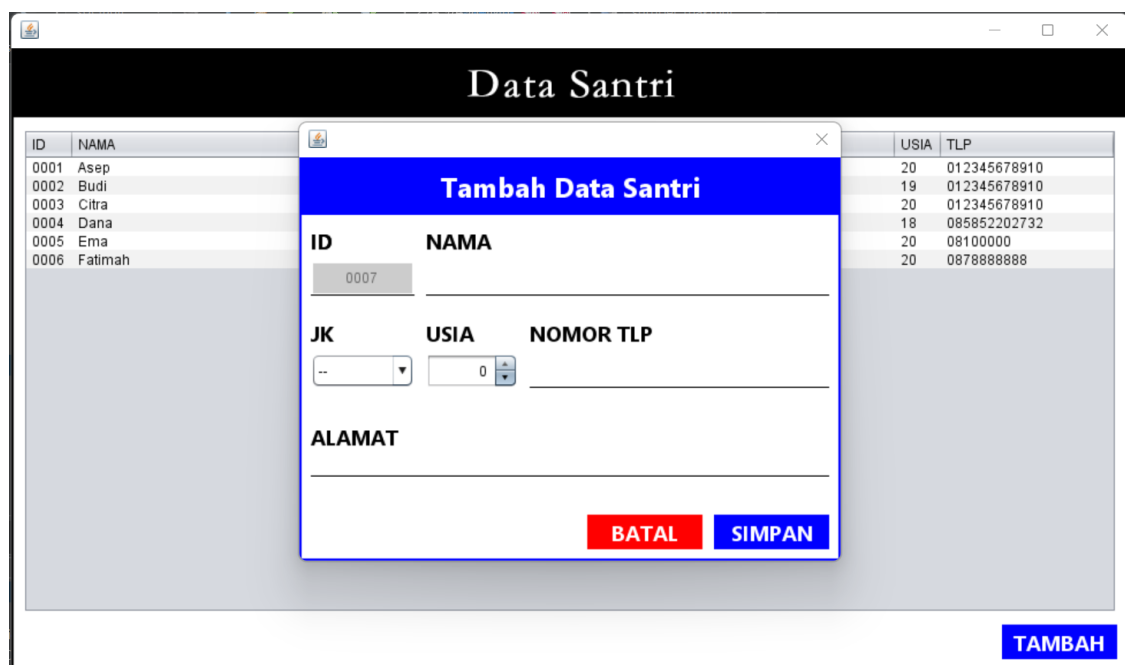 Data Santri
ID NAMA USIA TLP
0001 Asep 20 012345678910
0002 Budi 19 012345678910
0003 Citra 20 012345678910
0004 Dana 18 085852202732
0005 Ema 20 08100000
0006 Fatimah 20 0878888888
Tambah Data Santri
ID NAMA
0007
JK USIA NOMOR TLP
-- 0
ALAMAT
BATAL SIMPAN
TAMBAH